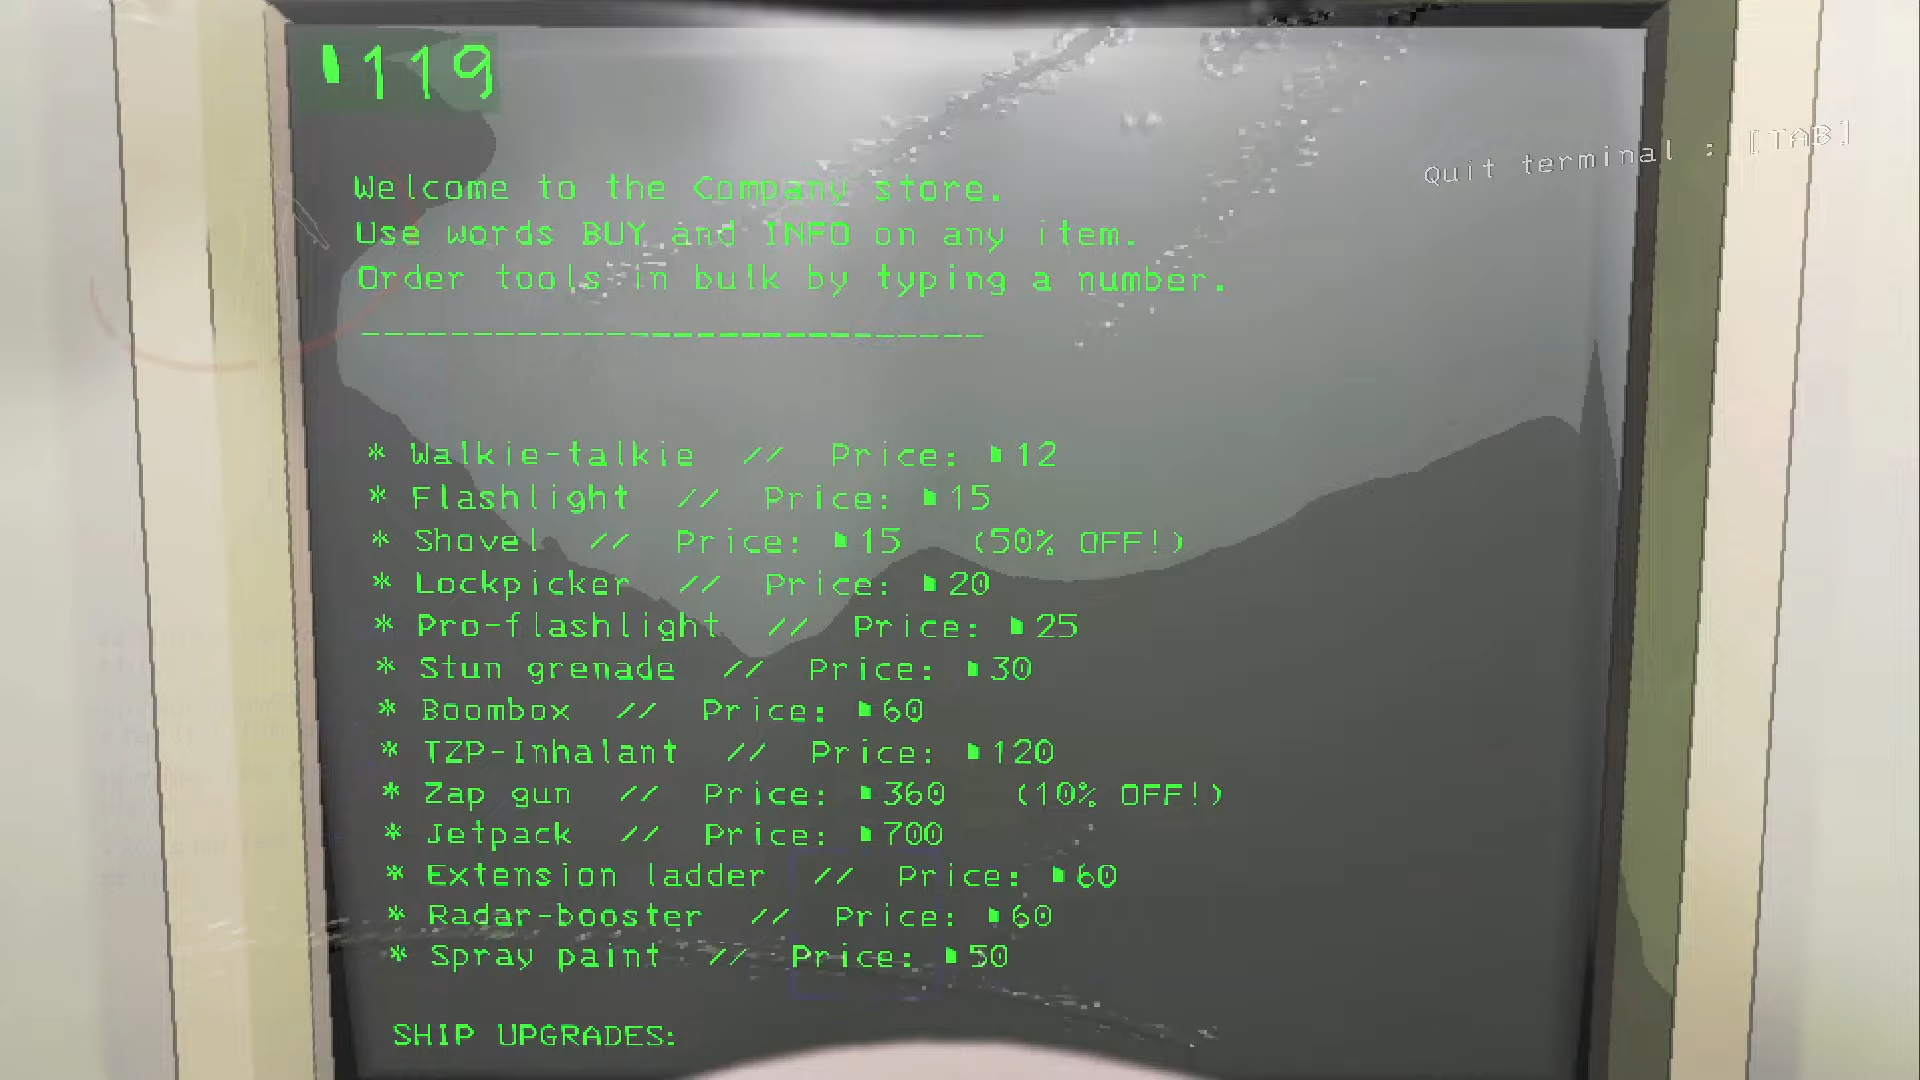 ▮119
Quit terminal : [TAB]
Welcome to the Company store.
Use words BUY and INFO on any item.
Order tools in bulk by typing a number.
____________________________
* Walkie-talkie // Price: ▮12
* Flashlight // Price: ▮15
* Shovel // Price: ▮15 (50% OFF!)
* Lockpicker // Price: ▮20
* Pro-flashlight // Price: ▮25
* Stun grenade // Price: ▮30
* Boombox // Price: ▮60
* TZP-Inhalant // Price: ▮120
* Zap gun // Price: ▮360 (10% OFF!)
* Jetpack // Price: ▮700
* Extension ladder // Price: ▮60
* Radar-booster // Price: ▮60
* Spray paint // Price: ▮50
SHIP UPGRADES: